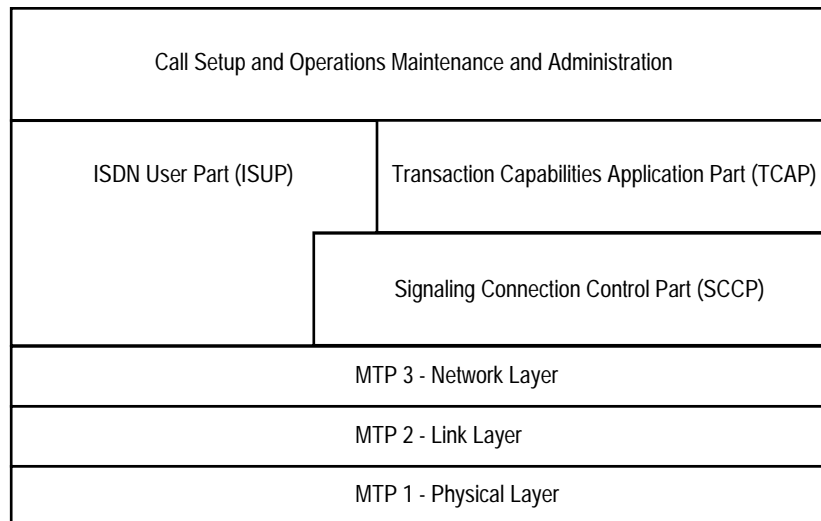 Call Setup and Operations Maintenance and Administration
ISDN User Part (ISUP)
Transaction Capabilities Application Part (TCAP)
Signaling Connection Control Part (SCCP)
MTP 3 - Network Layer
MTP 2 - Link Layer
MTP 1 - Physical Layer